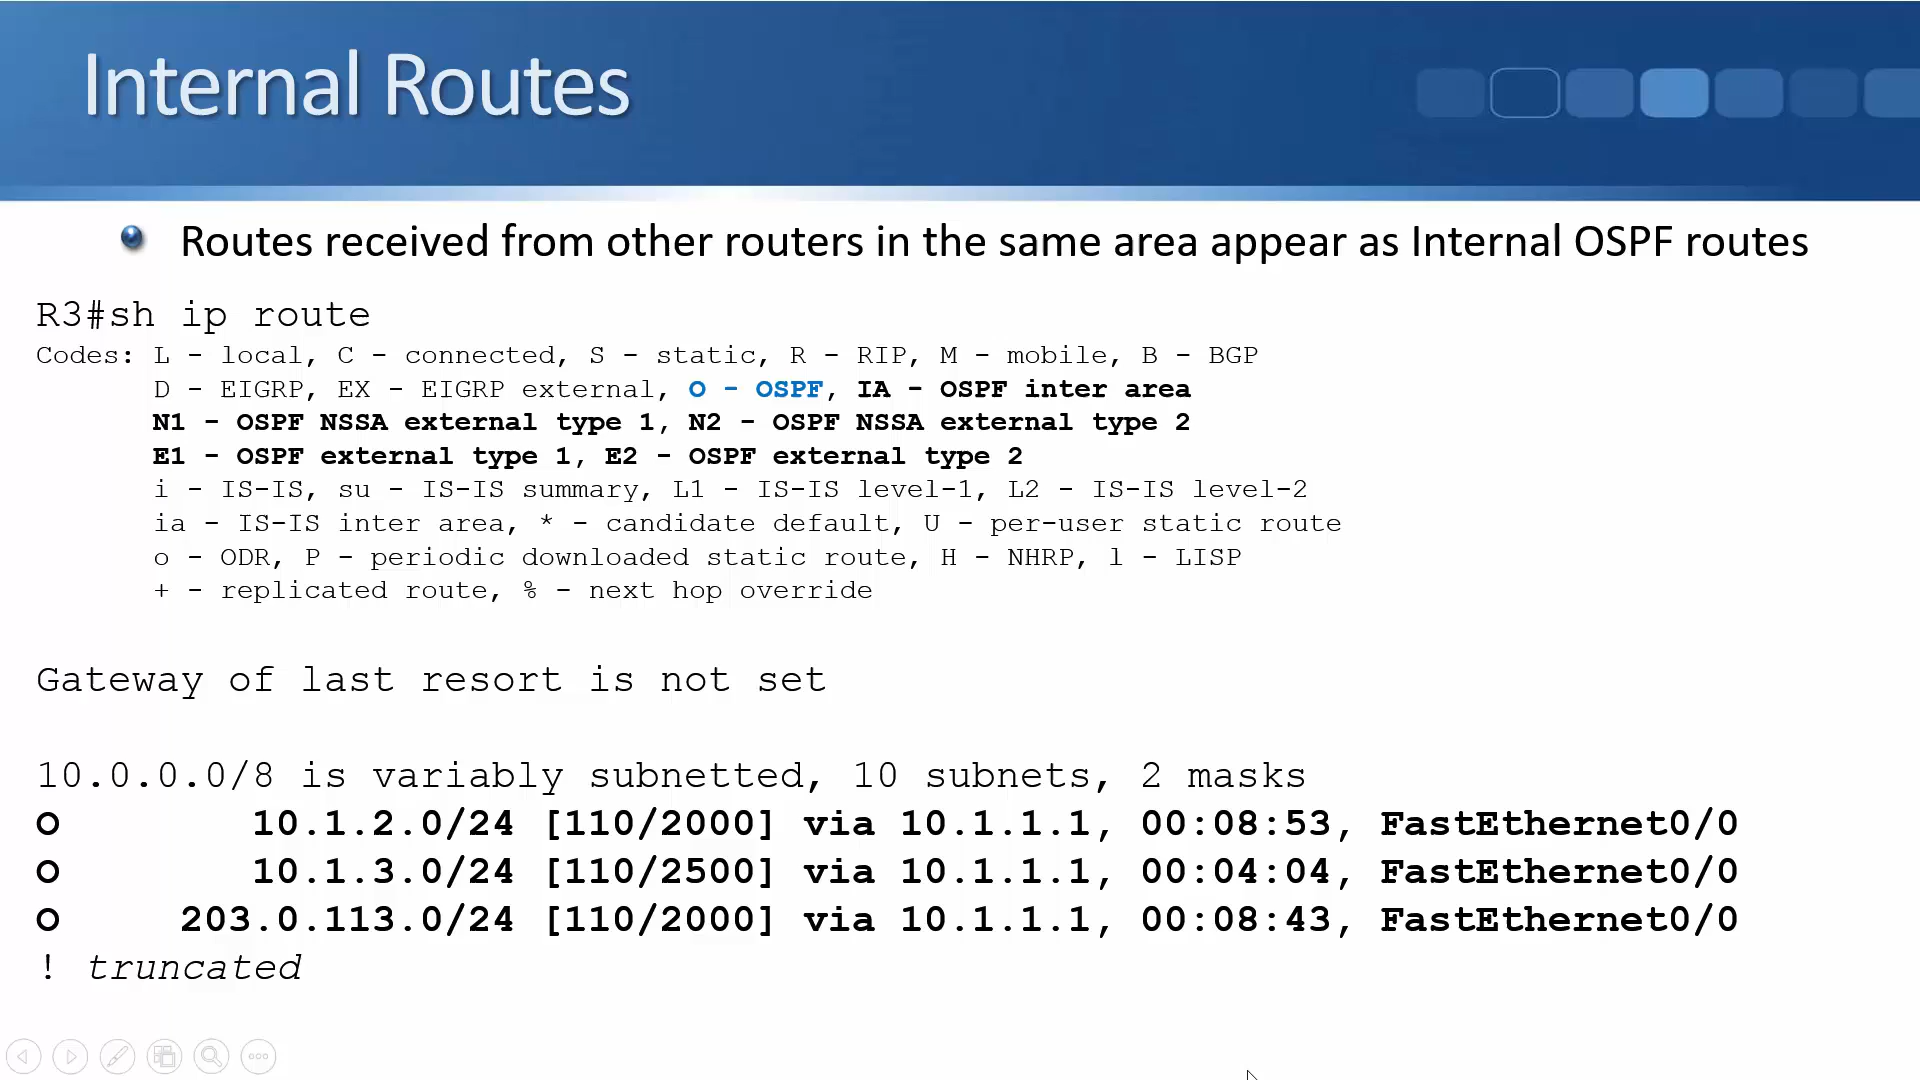 Internal Routes
Routes received from other routers in the same area appear as Internal OSPF routes
R3#sh ip route
Codes: L - local, C - connected, S - static, R - RIP, M - mobile, B - BGP
D - EIGRP, EX - EIGRP external, O - OSPF, IA - OSPF inter area
N1 - OSPF NSSA external type 1, N2 - OSPF NSSA external type 2
E1 - OSPF external type 1, E2 - OSPF external type 2
i - IS-IS, su - IS-IS summary, L1 - IS-IS level-1, L2 - IS-IS level-2
ia - IS-IS inter area, * - candidate default, U - per-user static route
o - ODR, P - periodic downloaded static route, H - NHRP, l - LISP
+ - replicated route, % - next hop override
Gateway of last resort is not set
10.0.0.0/8 is variably subnetted, 10 subnets, 2 masks
O 10.1.2.0/24 [110/2000] via 10.1.1.1, 00:08:53, FastEthernet0/0
O 10.1.3.0/24 [110/2500] via 10.1.1.1, 00:04:04, FastEthernet0/0
O 203.0.113.0/24 [110/2000] via 10.1.1.1, 00:08:43, FastEthernet0/0
! truncated